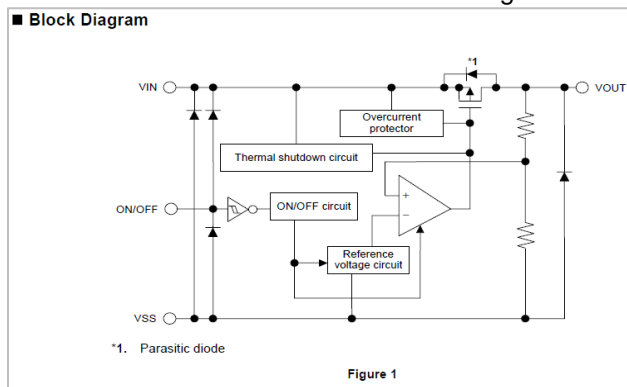 ■ Block Diagram
*1
VIN
VOUT
Overcurrent
protector
Thermal shutdown circuit
+
ON/OFF
ON/OFF circuit
−
Reference
voltage circuit
VSS
*1. Parasitic diode
Figure 1